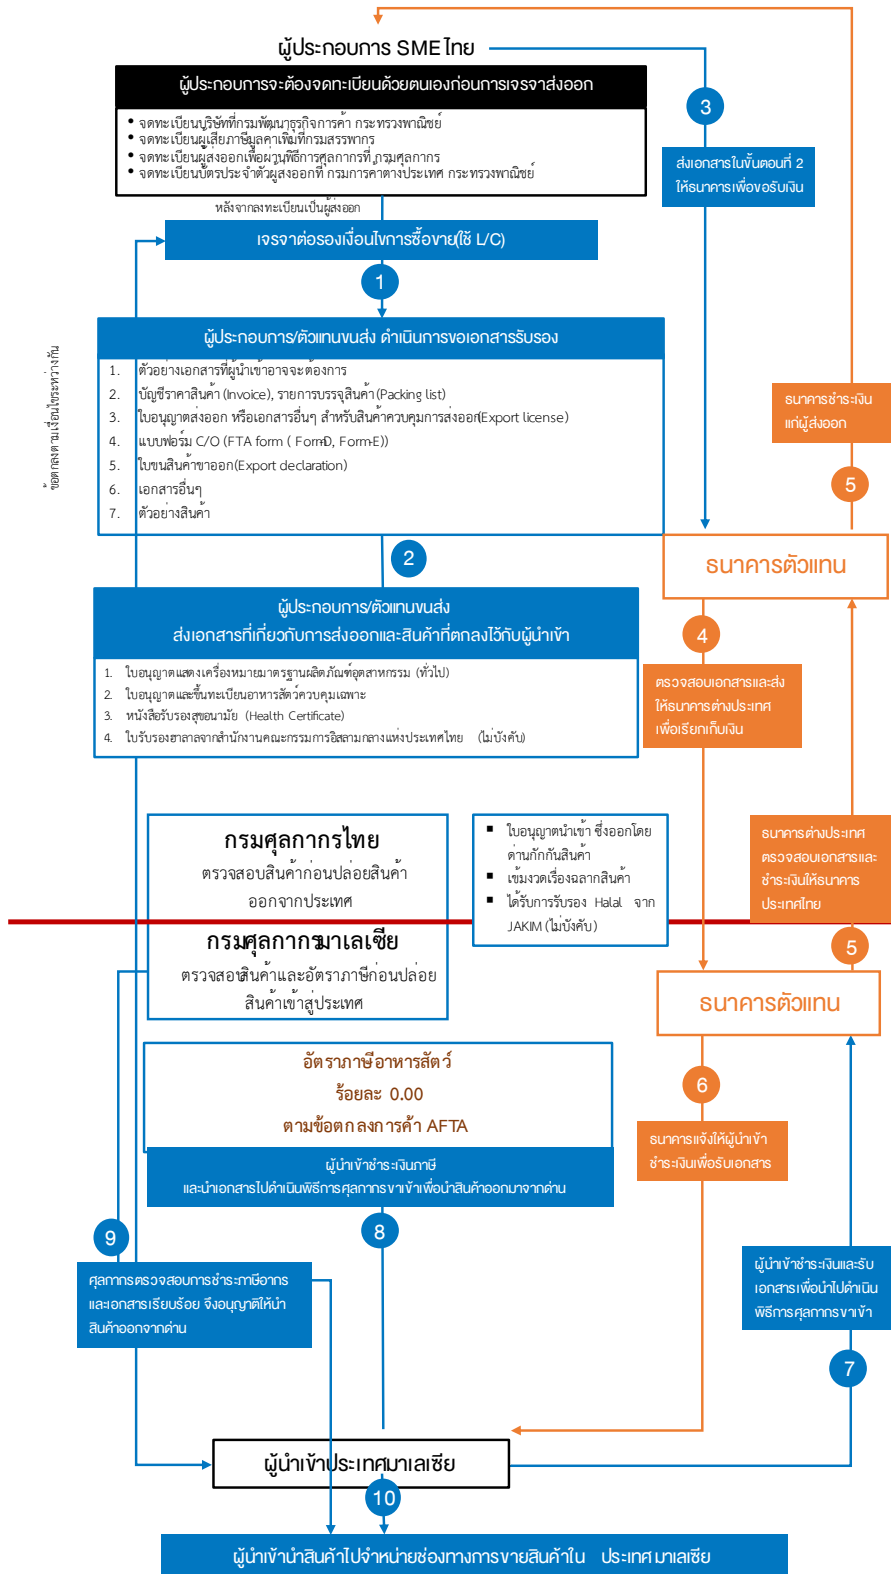 ผู้ประกอบการ SME ไทย
ผู้ประกอบการจะต้องจดทะเบียนด้วยตนเองก่อนการเจรจาส่งออก
• จดทะเบียนบริษัทที่กรมพัฒนาธุรกิจการค้า กระทรวงพาณิชย์
• จดทะเบียนผู้เสียภาษีมูลค่าเพิ่มที่กรมสรรพากร
• จดทะเบียนผู้ส่งออกเพื่อผ่านพิธีการศุลกากรที่ กรมศุลกากร
• จดทะเบียนบัตรประจำตัวผู้ส่งออกที่ กรมการค้าต่างประเทศ กระทรวงพาณิชย์
3
ส่งเอกสารในขั้นตอนที่ 2
ให้ธนาคารเพื่อขอรับเงิน
หลังจากลงทะเบียนเป็นผู้ส่งออก
เจรจาต่อรองเงื่อนไขการซื้อขาย(ใช้ L/C)
1
ข้อตกลงตามเงื่อนไขระหว่างกัน
ผู้ประกอบการ/ตัวแทนขนส่ง ดำเนินการขอเอกสารรับรอง
1. ตัวอย่างเอกสารที่ผู้นำเข้าอาจจะต้องการ
2. บัญชีราคาสินค้า (Invoice), รายการบรรจุสินค้า (Packing list)
3. ใบอนุญาตส่งออก หรือเอกสารอื่นๆ สำหรับสินค้าควบคุมการส่งออก(Export license)
4. แบบฟอร์ม C/O (FTA form ( Form-D, Form-E))
5. ใบขนสินค้าขาออก(Export declaration)
6. เอกสารอื่นๆ
7. ตัวอย่างสินค้า
ธนาคารชำระเงิน
แก่ผู้ส่งออก
5
ธนาคารตัวแทน
2
ผู้ประกอบการ/ตัวแทนขนส่ง
ส่งเอกสารที่เกี่ยวกับการส่งออกและสินค้าที่ตกลงไว้กับผู้นำเข้า
1. ใบอนุญาตแสดงเครื่องหมายมาตรฐานผลิตภัณฑ์อุตสาหกรรม (ทั่วไป)
2. ใบอนุญาตและขึ้นทะเบียนอาหารสัตว์ควบคุมเฉพาะ
3. หนังสือรับรองสุขอนามัย (Health Certificate)
4. ใบรับรองฮาลาลจากสำนักงานคณะกรรมการอิสลามกลางแห่งประเทศไทย (ไม่บังคับ)
4
ตรวจสอบเอกสารและส่ง
ให้ธนาคารต่างประเทศ
เพื่อเรียกเก็บเงิน
กรมศุลกากรไทย
ตรวจสอบสินค้าก่อนปล่อยสินค้า
ออกจากประเทศ
▪ ใบอนุญาตนำเข้า ซึ่งออกโดย
ด่านกักกันสินค้า
▪ เข้มงวดเรื่องฉลากสินค้า
▪ ได้รับการรับรอง Halal จาก
JAKIM (ไม่บังคับ)
ธนาคารต่างประเทศ
ตรวจสอบเอกสารและ
ชำระเงินให้ธนาคาร
ประเทศไทย
5
กรมศุลกากรมาเลเซีย
ตรวจสอบสินค้าและอัตราภาษีก่อนปล่อย
สินค้าเข้าสู่ประเทศ
ธนาคารตัวแทน
อัตราภาษีอาหารสัตว์
ร้อยละ 0.00
ตามข้อตกลงการค้า AFTA
6
ธนาคารแจ้งให้ผู้นำเข้า
ชำระเงินเพื่อรับเอกสาร
ผู้นำเข้าชำระเงินภาษี
และนำเอกสารไปดำเนินพิธีการศุลกากรขาเข้าเพื่อนำสินค้าออกมาจากด่าน
8
9
ศุลกากรตรวจสอบการชำระภาษีอากร
และเอกสารเรียบร้อย จึงอนุญาติให้นำ
สินค้าออกจากด่าน
ผู้นำเข้าชำระเงินและรับ
เอกสารเพื่อนำไปดำเนิน
พิธีการศุลกากรขาเข้า
7
ผู้นำเข้าประเทศมาเลเซีย
10
ผู้นำเข้านำสินค้าไปจำหน่ายช่องทางการขายสินค้าใน ประเทศมาเลเซีย